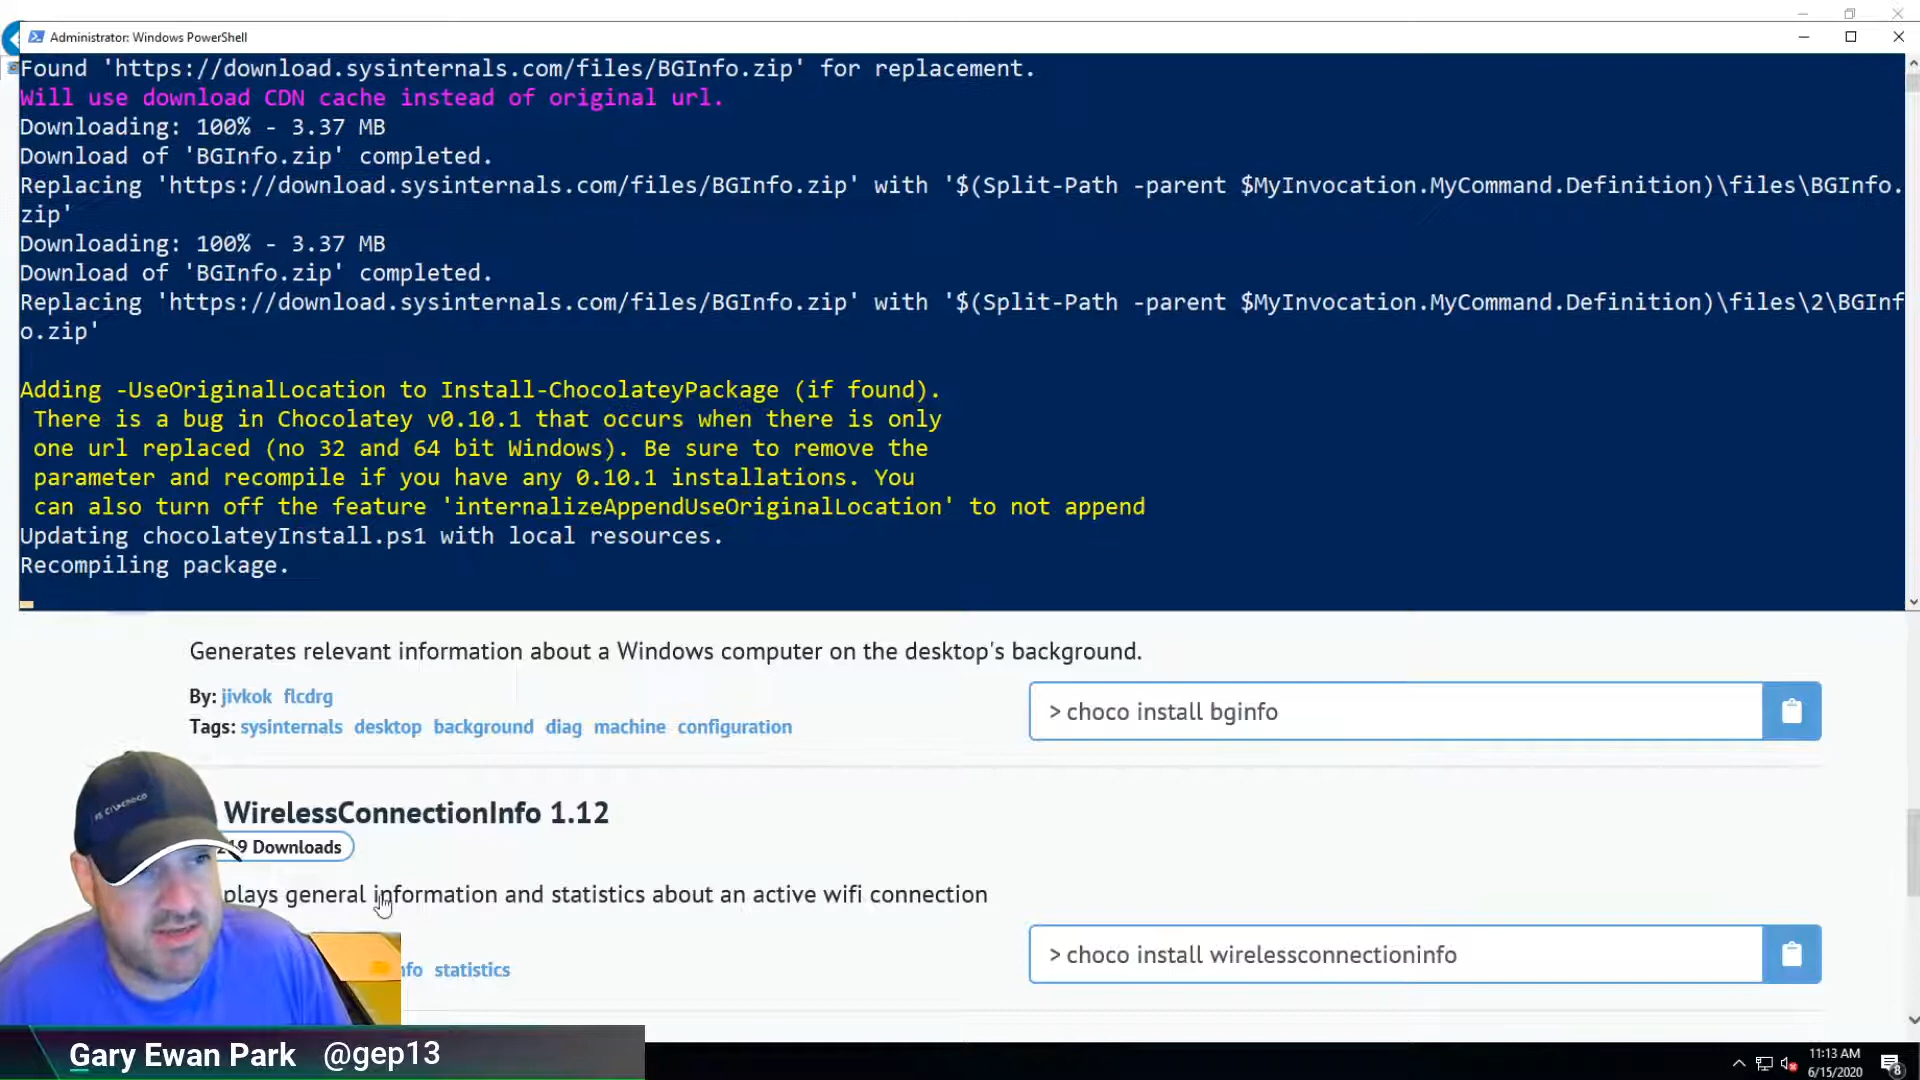 Administrator: Windows PowerShell
Found 'https://download.sysinternals.com/files/BGInfo.zip' for replacement.
Will use download CDN cache instead of original url.
Downloading: 100% - 3.37 MB
Download of 'BGInfo.zip' completed.
Replacing 'https://download.sysinternals.com/files/BGInfo.zip' with '$(Split-Path -parent $MyInvocation.MyCommand.Definition)\files\BGInfo.
zip'
Downloading: 100% - 3.37 MB
Download of 'BGInfo.zip' completed.
Replacing 'https://download.sysinternals.com/files/BGInfo.zip' with '$(Split-Path -parent $MyInvocation.MyCommand.Definition)\files\2\BGInf
o.zip'
Adding -UseOriginalLocation to Install-ChocolateyPackage (if found).
There is a bug in Chocolatey v0.10.1 that occurs when there is only
one url replaced (no 32 and 64 bit Windows). Be sure to remove the
parameter and recompile if you have any 0.10.1 installations. You
can also turn off the feature 'internalizeAppendUseOriginalLocation' to not append
Updating chocolateyInstall.ps1 with local resources.
Recompiling package.
Generates relevant information about a Windows computer on the desktop's background.
By: jivkok flcdrg
Tags: sysinternals desktop background diag machine configuration
> choco install bginfo
WirelessConnectionInfo 1.12
19 Downloads
plays general information and statistics about an active wifi connection
nfo statistics
> choco install wirelessconnectioninfo
Gary Ewan Park @gep13
11:13 AM
6/15/2020
8